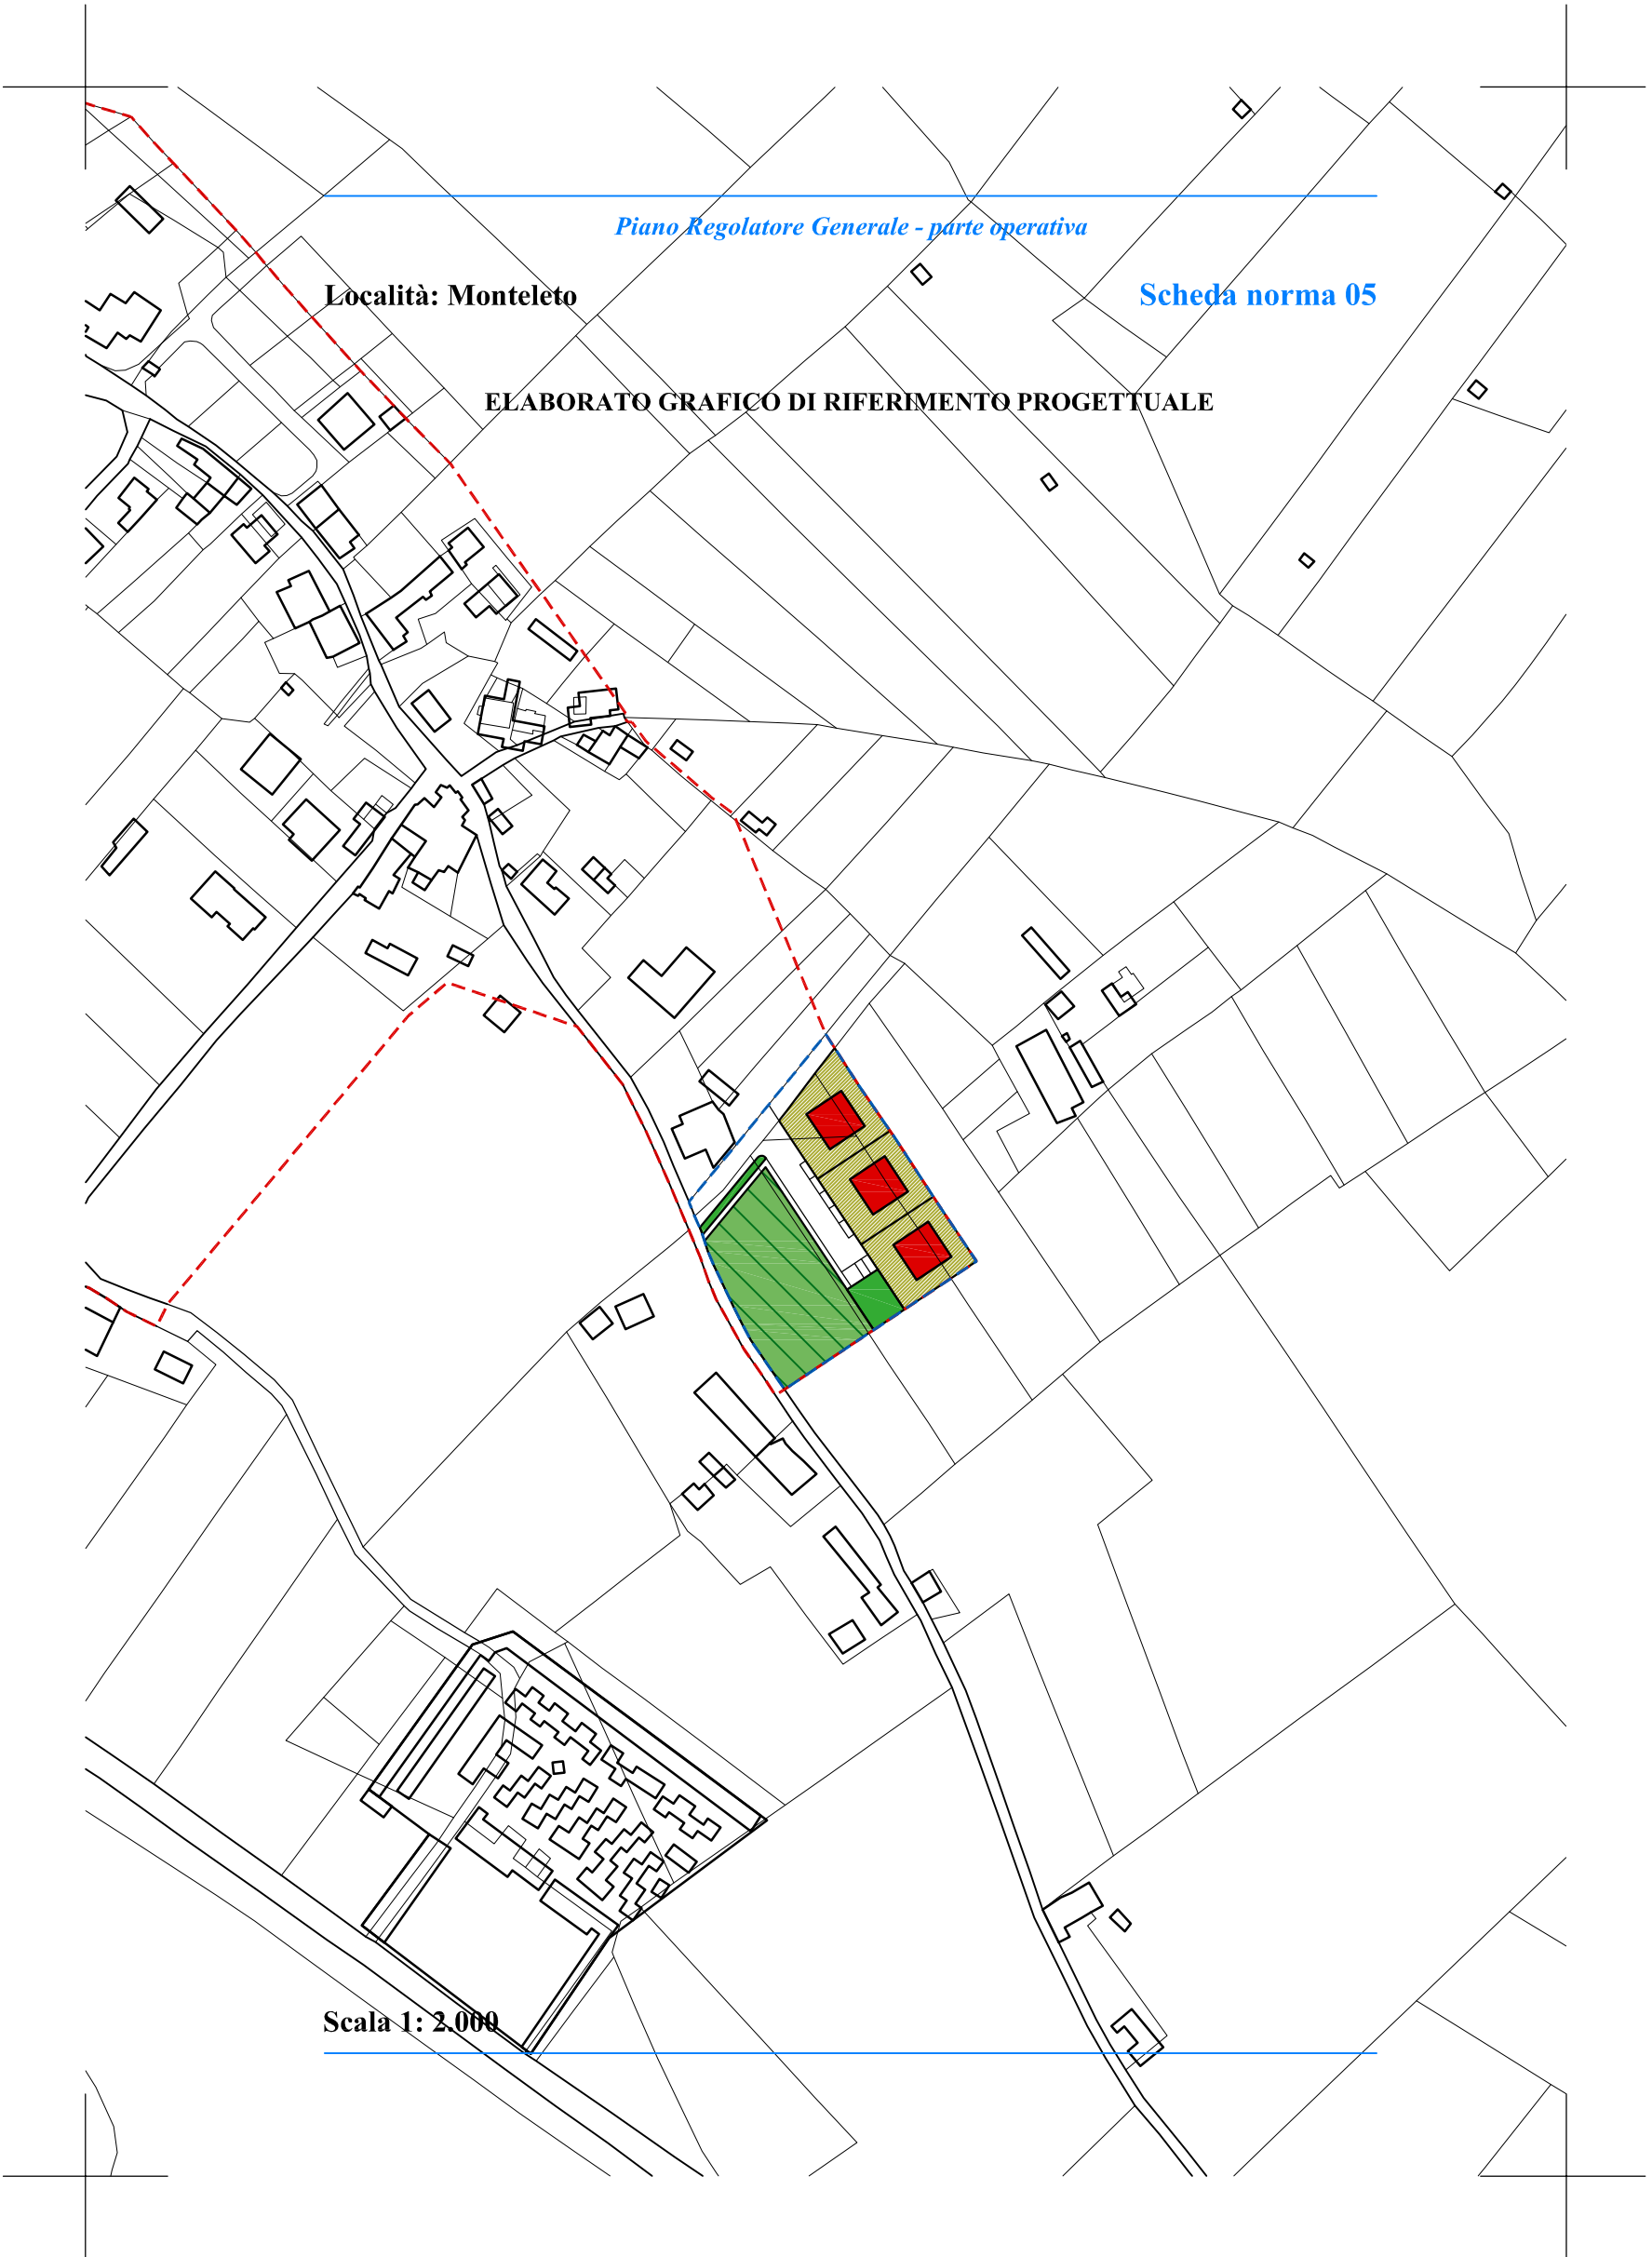 Piano Regolatore Generale - parte operativa
Località: Monteleto
Scheda norma 05
ELABORATO GRAFICO DI RIFERIMENTO PROGETTUALE
Scala 1: 2.000